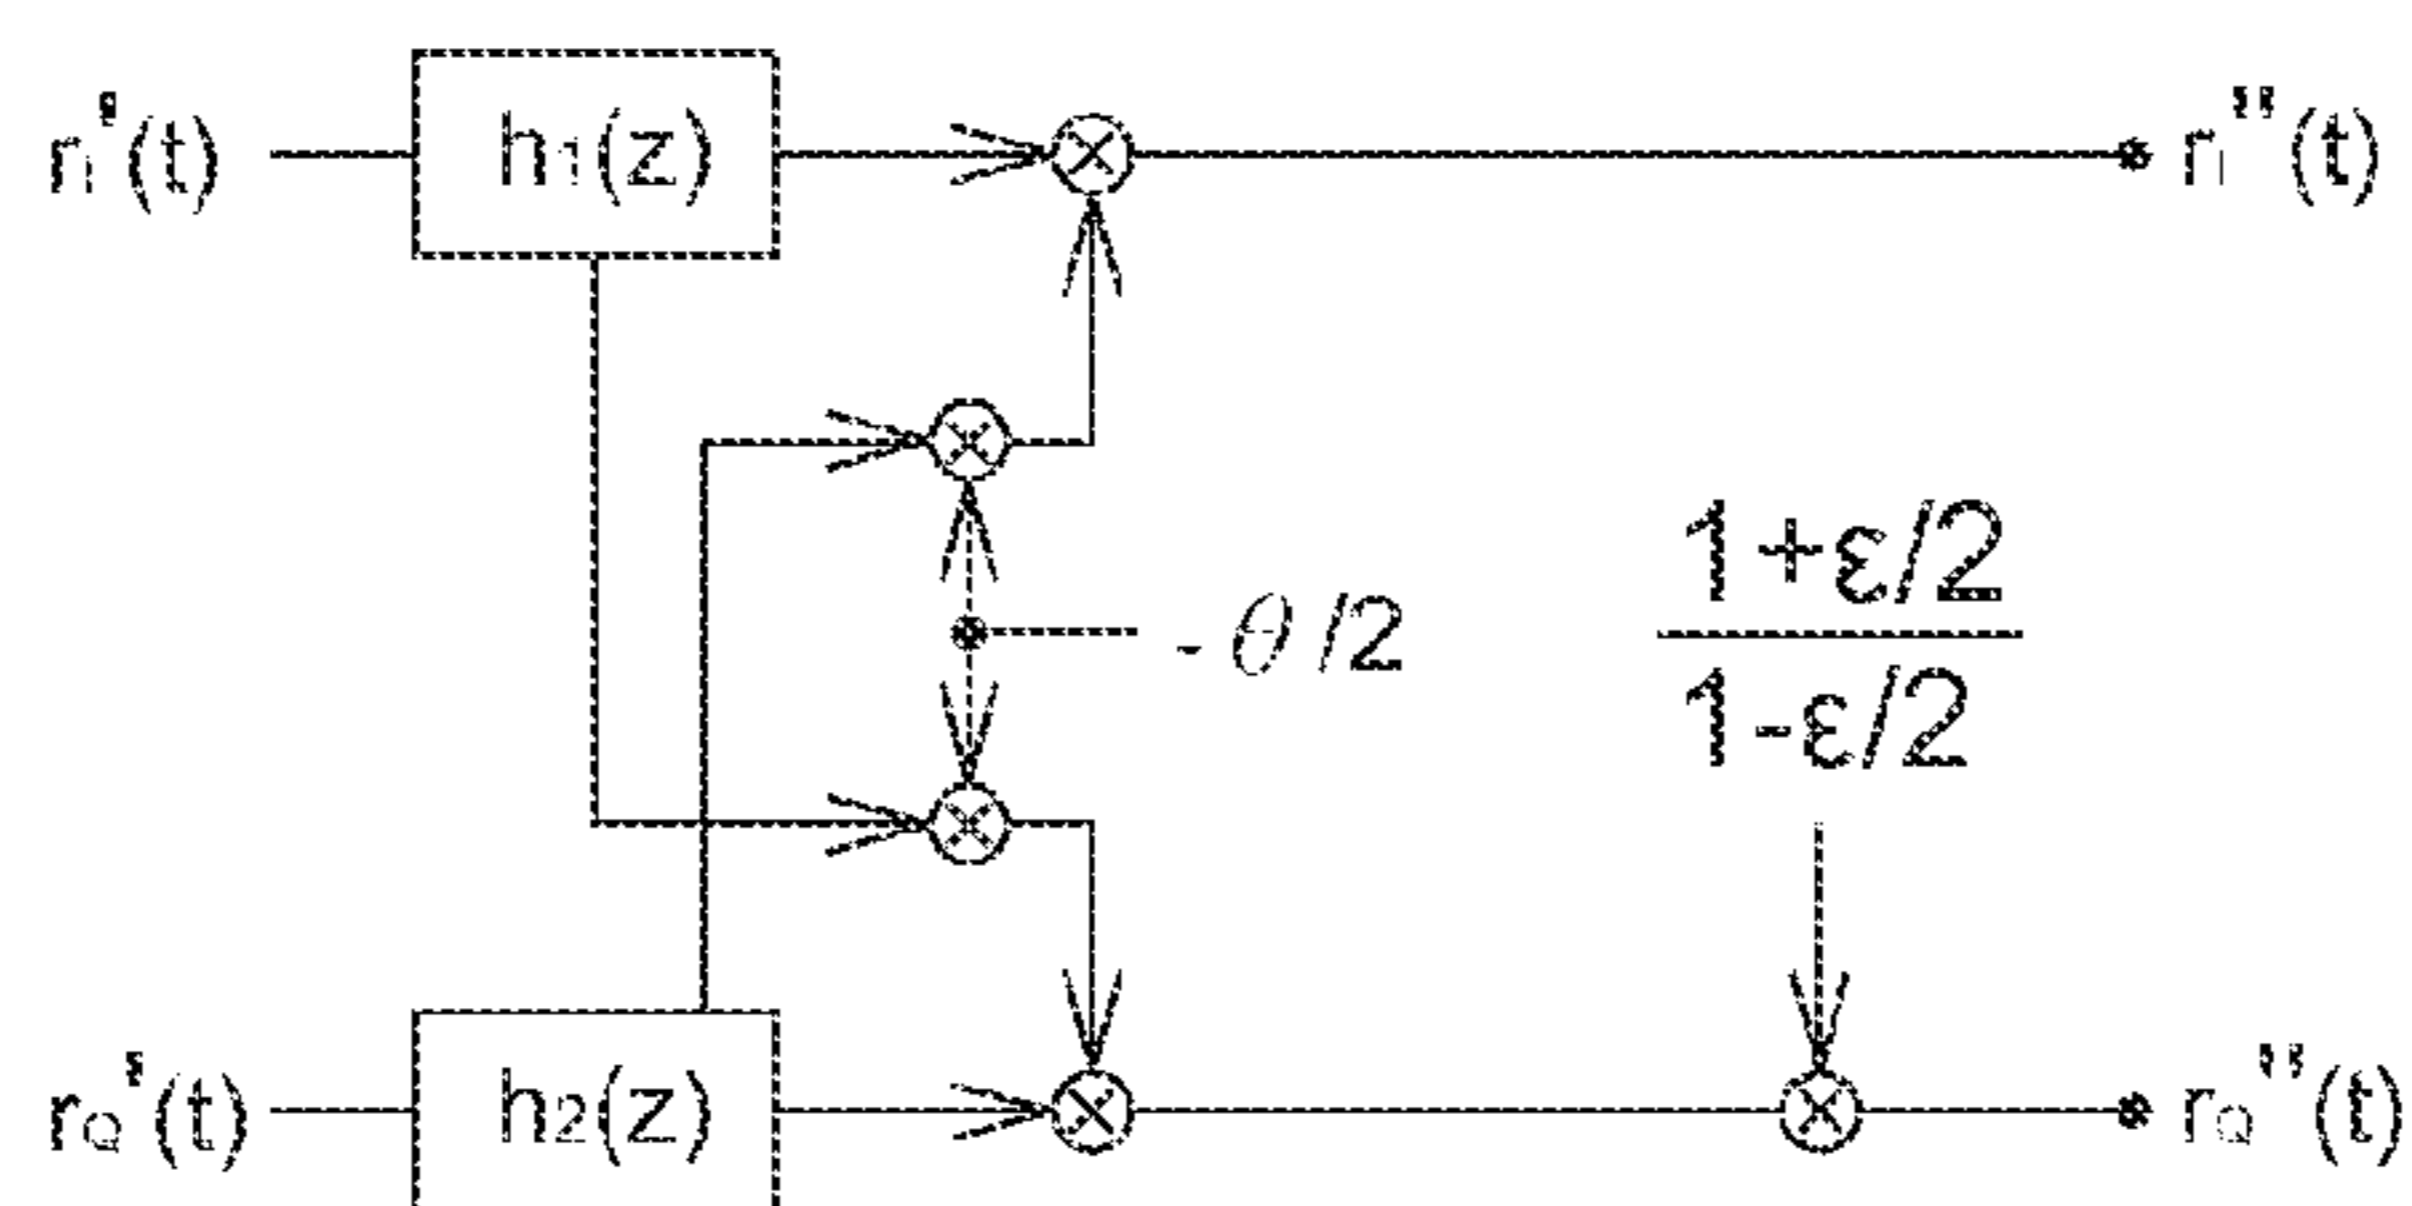 rI'(t)
h1(z)
rI''(t)
-θ/2
1+ε/2
1-ε/2
rQ'(t)
h2(z)
rQ''(t)